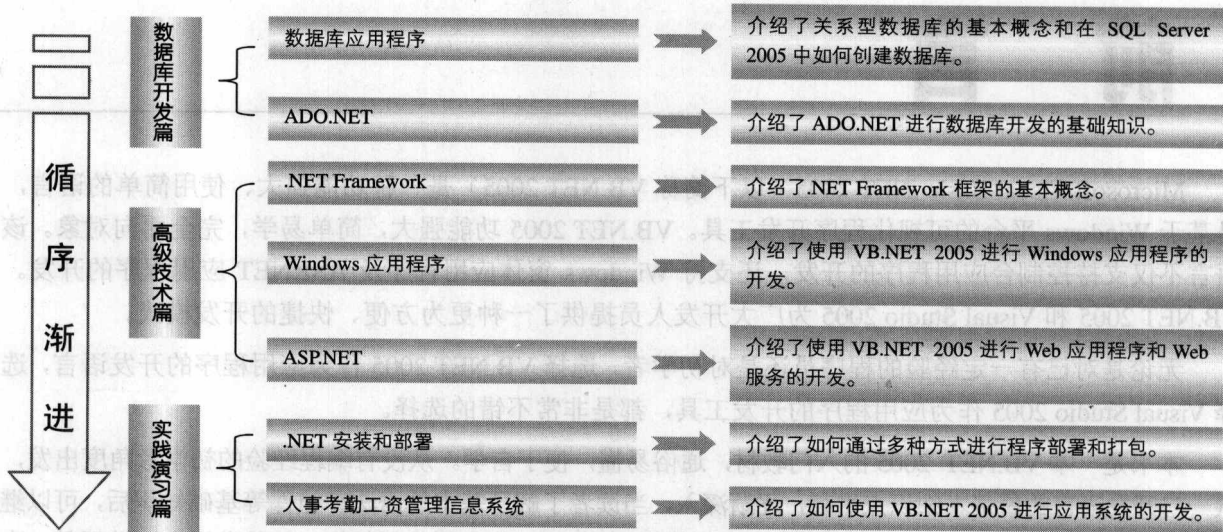 循序渐进
数据库开发篇
数据库应用程序
介绍了关系型数据库的基本概念和在 SQL Server
2005 中如何创建数据库。
ADO.NET
介绍了 ADO.NET 进行数据库开发的基础知识。
高级技术篇
.NET Framework
介绍了.NET Framework 框架的基本概念。
Windows 应用程序
介绍了使用 VB.NET 2005 进行 Windows 应用程序的
开发。
ASP.NET
介绍了使用 VB.NET 2005 进行 Web 应用程序和 Web
服务的开发。
实践演习篇
.NET 安装和部署
介绍了如何通过多种方式进行程序部署和打包。
人事考勤工资管理信息系统
介绍了如何使用 VB.NET 2005 进行应用系统的开发。